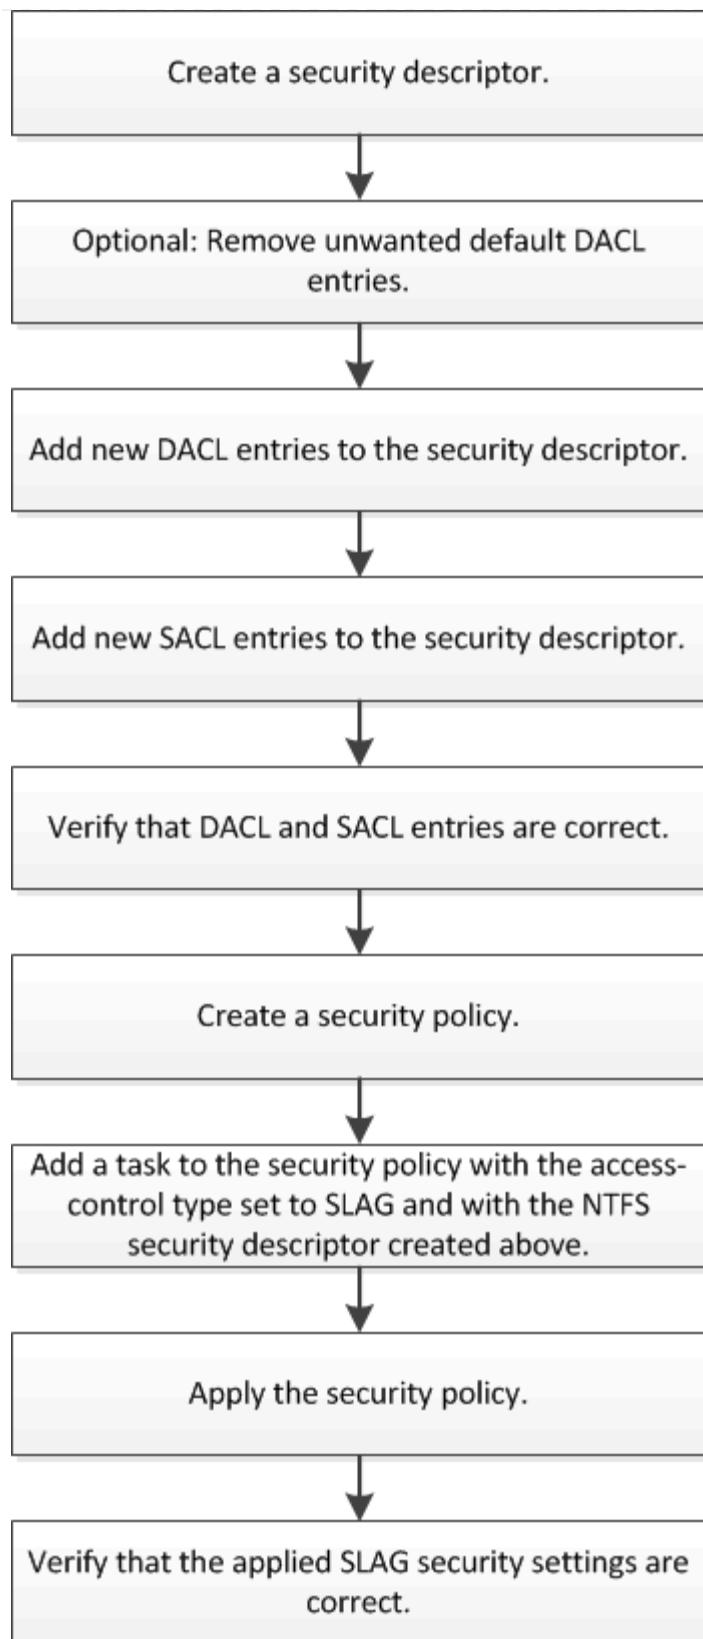 Create a security descriptor.
Optional: Remove unwanted default DACL
entries.
Add new DACL entries to the security descriptor.
Add new SACL entries to the security descriptor.
Verify that DACL and SACL entries are correct.
Create a security policy.
Add a task to the security policy with the access-
control type set to SLAG and with the NTFS
security descriptor created above.
Apply the security policy.
Verify that the applied SLAG security settings are
correct.